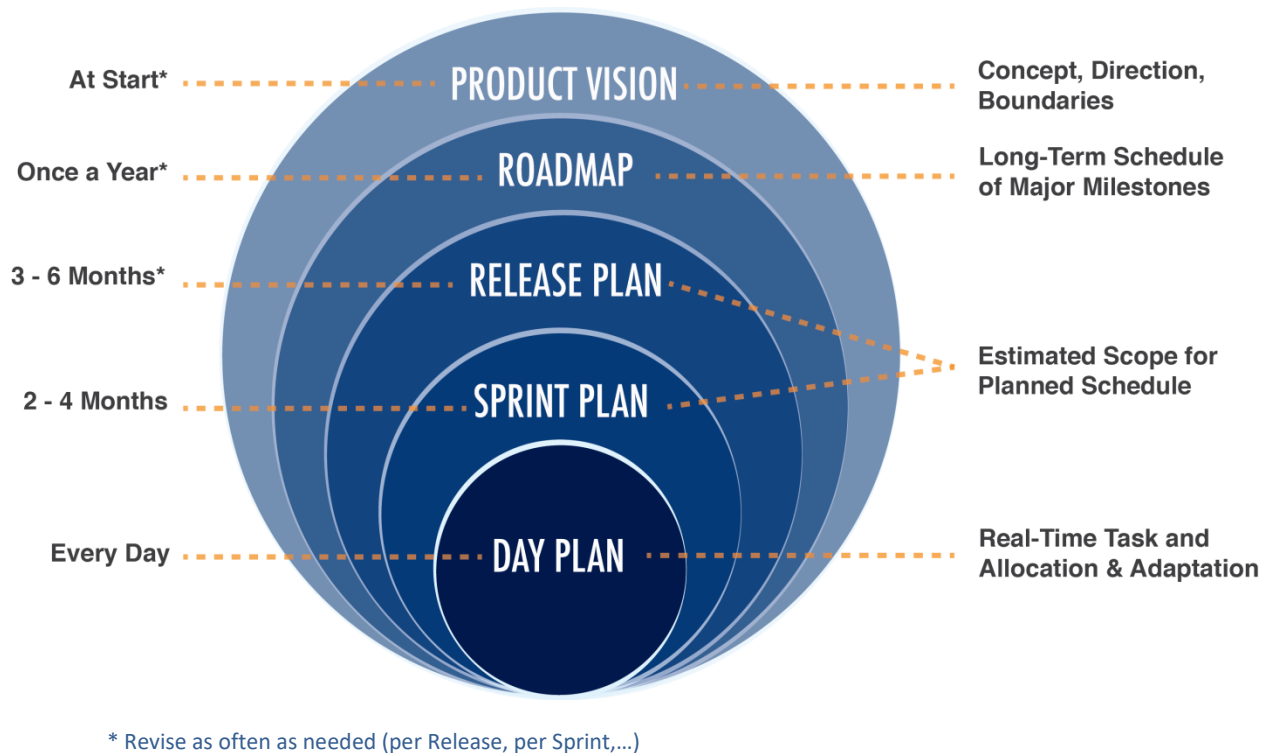 At Start*
PRODUCT VISION
Concept, Direction,
Boundaries
Once a Year*
ROADMAP
Long-Term Schedule
of Major Milestones
3 - 6 Months*
RELEASE PLAN
Estimated Scope for
Planned Schedule
2 - 4 Months
SPRINT PLAN
Every Day
DAY PLAN
Real-Time Task and
Allocation & Adaptation
* Revise as often as needed (per Release, per Sprint,...)